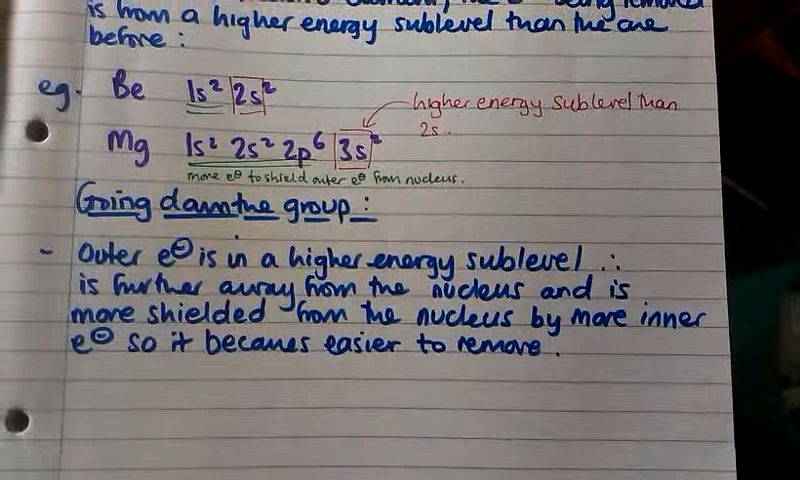 is from a higher energy sublevel than the one
before :
eg. Be 1s² 2s²
higher energy sublevel than
2s..
Mg 1s² 2s² 2p⁶ 3s²
more e⊖ to shield outer e⊖ from nucleus.
Going down the group :
- Outer e⊖ is in a higher energy sublevel ∴
is further away from the nucleus and is
more shielded from the nucleus by more inner
e⊖ so it becomes easier to remove.